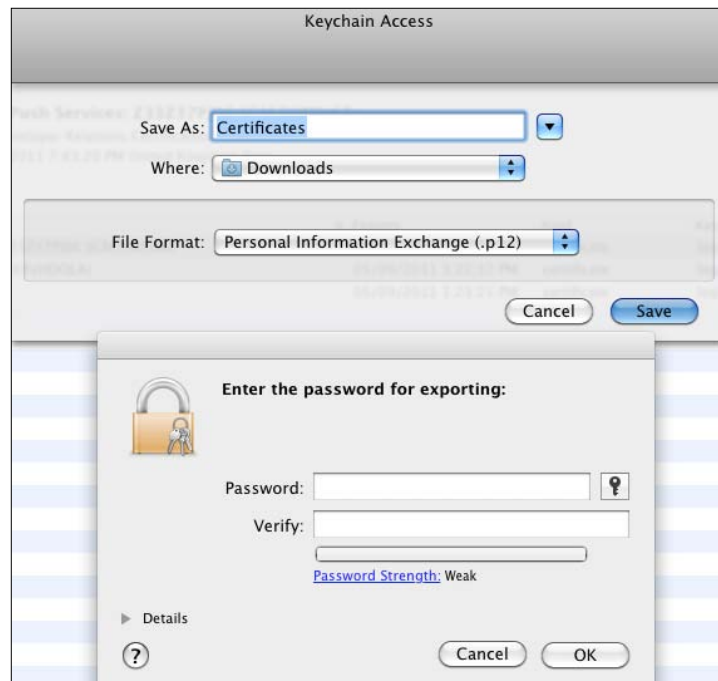 Keychain Access
Save As: Certificates
Where: Downloads
File Format: Personal Information Exchange (.p12)
Cancel Save
Enter the password for exporting:
Password:
Verify:
Password Strength: Weak
Details
? Cancel OK